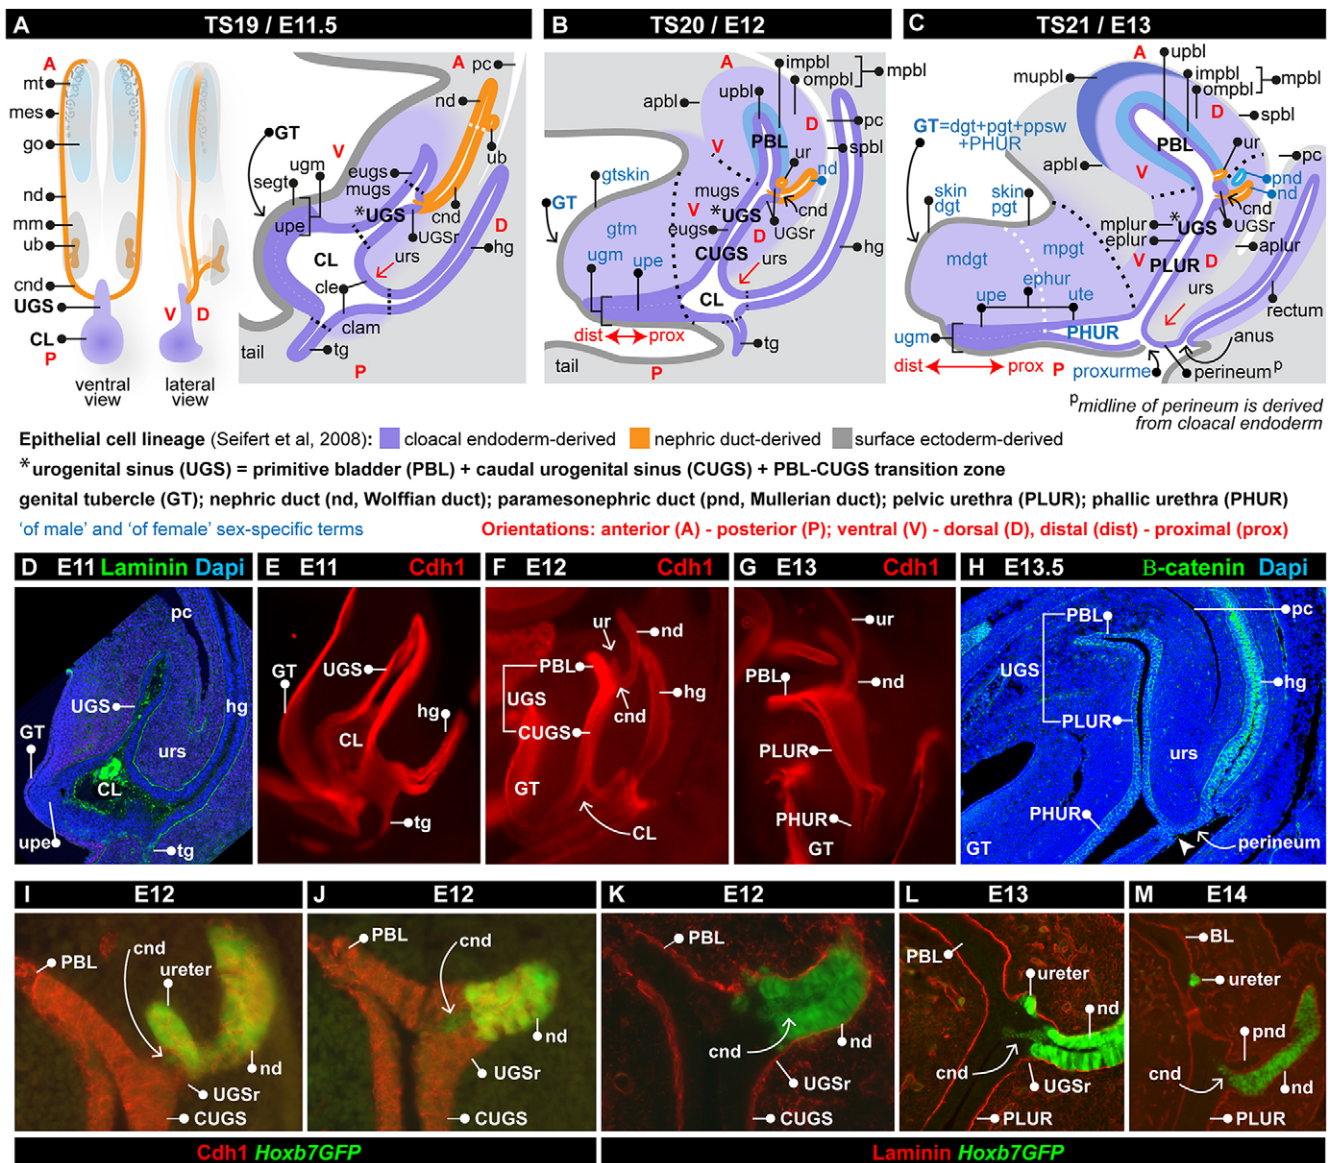 A TS19 / E11.5
A
mt
mes
go
nd
mm
ub
cnd
UGS
CL
P
V D
ventral view
lateral view
GT
segt
ugm
upe
V
eugs
mugs
*UGS
A
pc
nd
ub
cnd
UGSr
D
hg
CL
urs
cle
clam
tg
tail
P
B TS20 / E12
A
impbl
ompbl
mpbl
upbl
apbl
PBL
D
pc
spbl
ur
nd
V
gtskin
GT
mugs
*UGS
V
eugs
cnd
UGSr
D
CUGS
gtm
ugm
upe
urs
hg
CL
dist
prox
tg
tail
P
C TS21 / E13
A
upbl
mupbl
impbl
ompbl
mpbl
D
spbl
GT=dgt+pgt+ppsw
+PHUR
PBL
ur
pc
apbl
V
pnd
nd
skin
dgt
skin
pgt
cnd
UGSr
mplur
*
UGS
eplur
aplur
mdgt
mpgt
V
PLUR
D
ephur
upe
ute
urs
rectum
ugm
PHUR
anus
dist
prox
P
proxurme
perineum p
p midline of perineum is derived
from cloacal endoderm
Epithelial cell lineage (Seifert et al, 2008): cloacal endoderm-derived nephric duct-derived surface ectoderm-derived
*urogenital sinus (UGS) = primitive bladder (PBL) + caudal urogenital sinus (CUGS) + PBL-CUGS transition zone
genital tubercle (GT); nephric duct (nd, Wolffian duct); paramesonephric duct (pnd, Mullerian duct); pelvic urethra (PLUR); phallic urethra (PHUR)
‘of male’ and ‘of female’ sex-specific terms Orientations: anterior (A) - posterior (P); ventral (V) - dorsal (D), distal (dist) - proximal (prox)
D E11 Laminin Dapi
pc
UGS
hg
GT
urs
CL
upe
tg
E E11 Cdh1
GT
UGS
hg
CL
tg
F E12 Cdh1
ur
nd
PBL
UGS
hg
cnd
CUGS
GT
CL
G E13 Cdh1
ur
PBL
nd
PLUR
PHUR
GT
H E13.5 B-catenin Dapi
PBL
pc
UGS
hg
PLUR
urs
PHUR
GT
perineum
I E12
cnd
PBL
ureter
nd
UGSr
CUGS
J E12
PBL
cnd
nd
UGSr
CUGS
K E12
PBL
cnd
nd
UGSr
CUGS
L E13
PBL
ureter
nd
cnd
UGSr
PLUR
M E14
BL
ureter
pnd
cnd
nd
PLUR
Cdh1 Hoxb7GFP
Laminin Hoxb7GFP